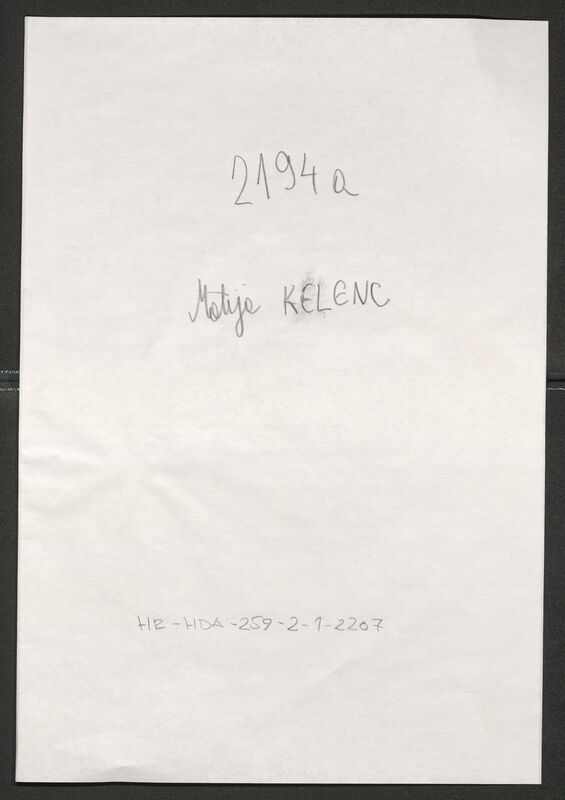 2194a
Matija KELENC
HR-HDA-259-2-1-2207